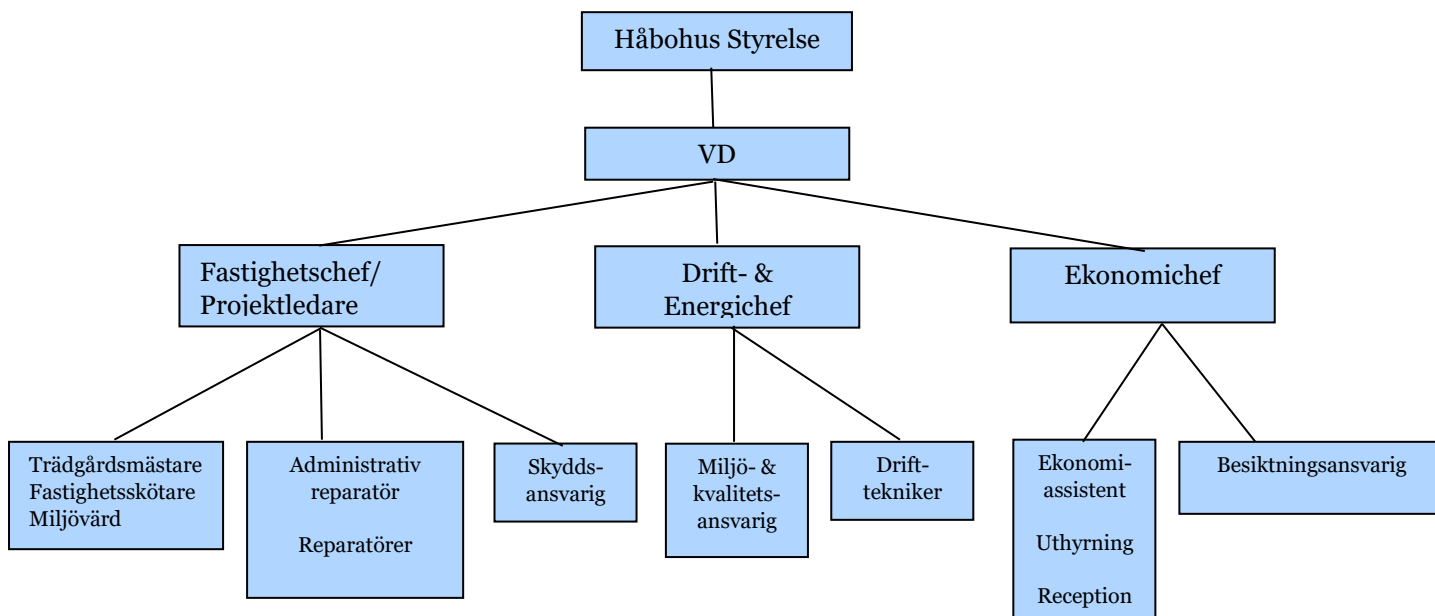 Håbohus Styrelse
VD
Fastighetschef/
Projektledare
Drift- &
Energichef
Ekonomichef
Trädgårdsmästare
Fastighetsskötare
Miljövärd
Administrativ
reparatör
Reparatörer
Skydds-
ansvarig
Miljö- &
kvalitets-
ansvarig
Drift-
tekniker
Ekonomi-
assistent
Uthyrning
Reception
Besiktningsansvarig